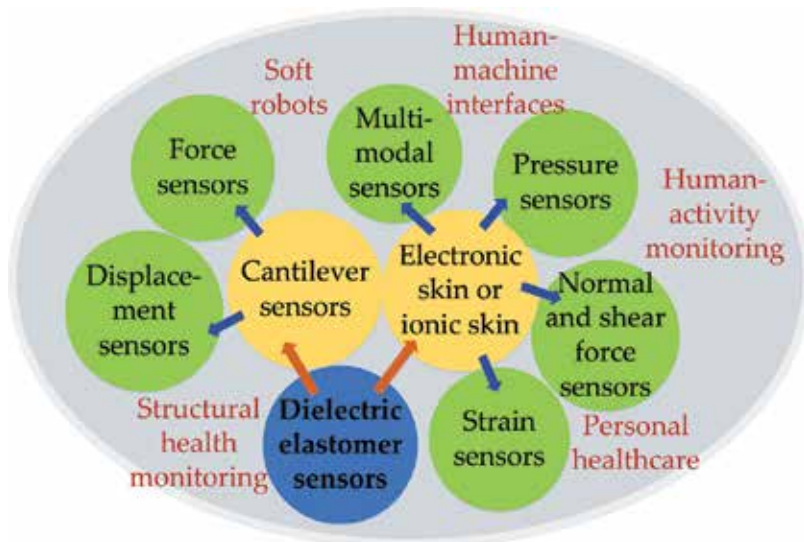 Soft
robots
Human-
machine
interfaces
Force
sensors
Multi-
modal
sensors
Pressure
sensors
Human-
activity
monitoring
Displace-
ment
sensors
Cantilever
sensors
Electronic
skin or
ionic skin
Normal
and shear
force
sensors
Structural
health
monitoring
Dielectric
elastomer
sensors
Strain
sensors
Personal
healthcare